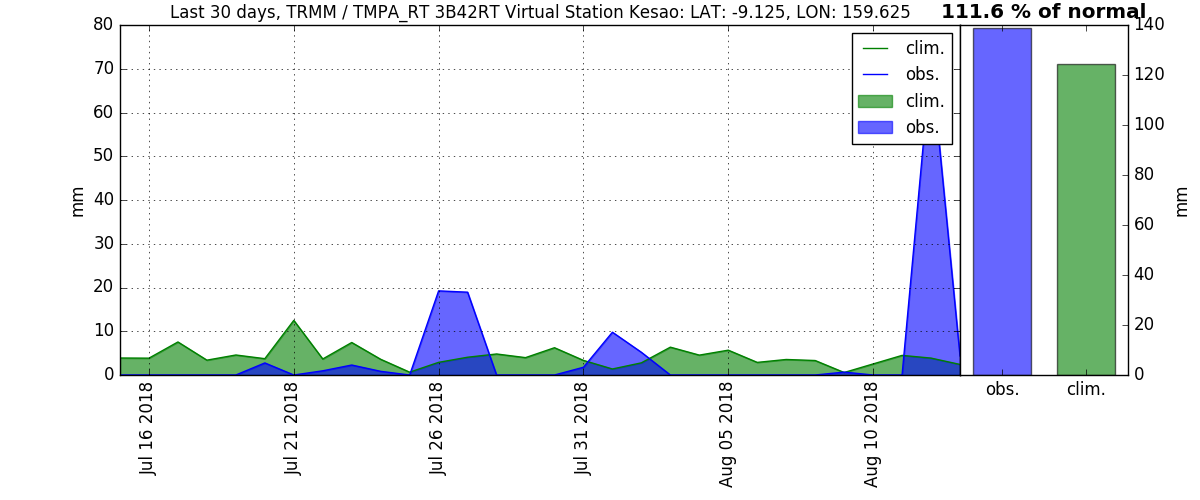 Last 30 days, TRMM / TMPA_RT 3B42RT Virtual Station Kesao: LAT: -9.125, LON: 159.625
111.6 % of normal
80
70
60
50
40
30
20
10
0
mm
clim.
obs.
clim.
obs.
140
120
100
80
60
40
20
0
mm
Jul 16 2018
Jul 21 2018
Jul 26 2018
Jul 31 2018
Aug 05 2018
Aug 10 2018
obs.
clim.